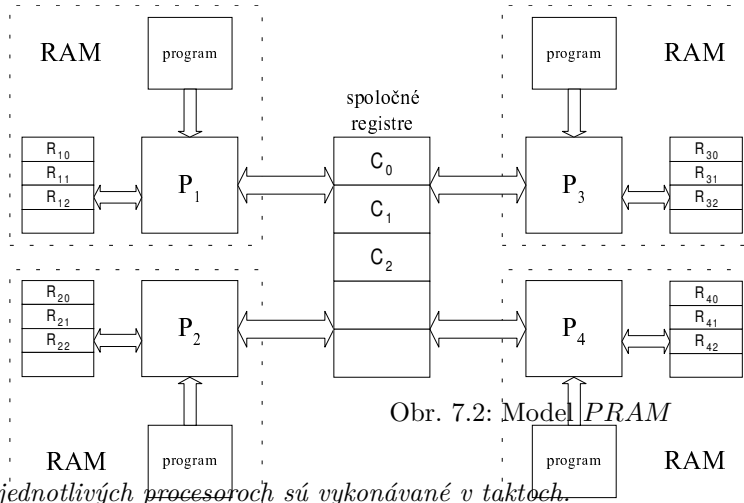 RAM
program
R10
R11
R12
P1
spoločné
registre
C0
C1
C2
program
RAM
P3
R30
R31
R32
R20
R21
R22
P2
P4
R40
R41
R42
Obr. 7.2: Model PRAM
RAM
program
program
RAM
jednotlivých procesoroch sú vykonávané v taktoch.